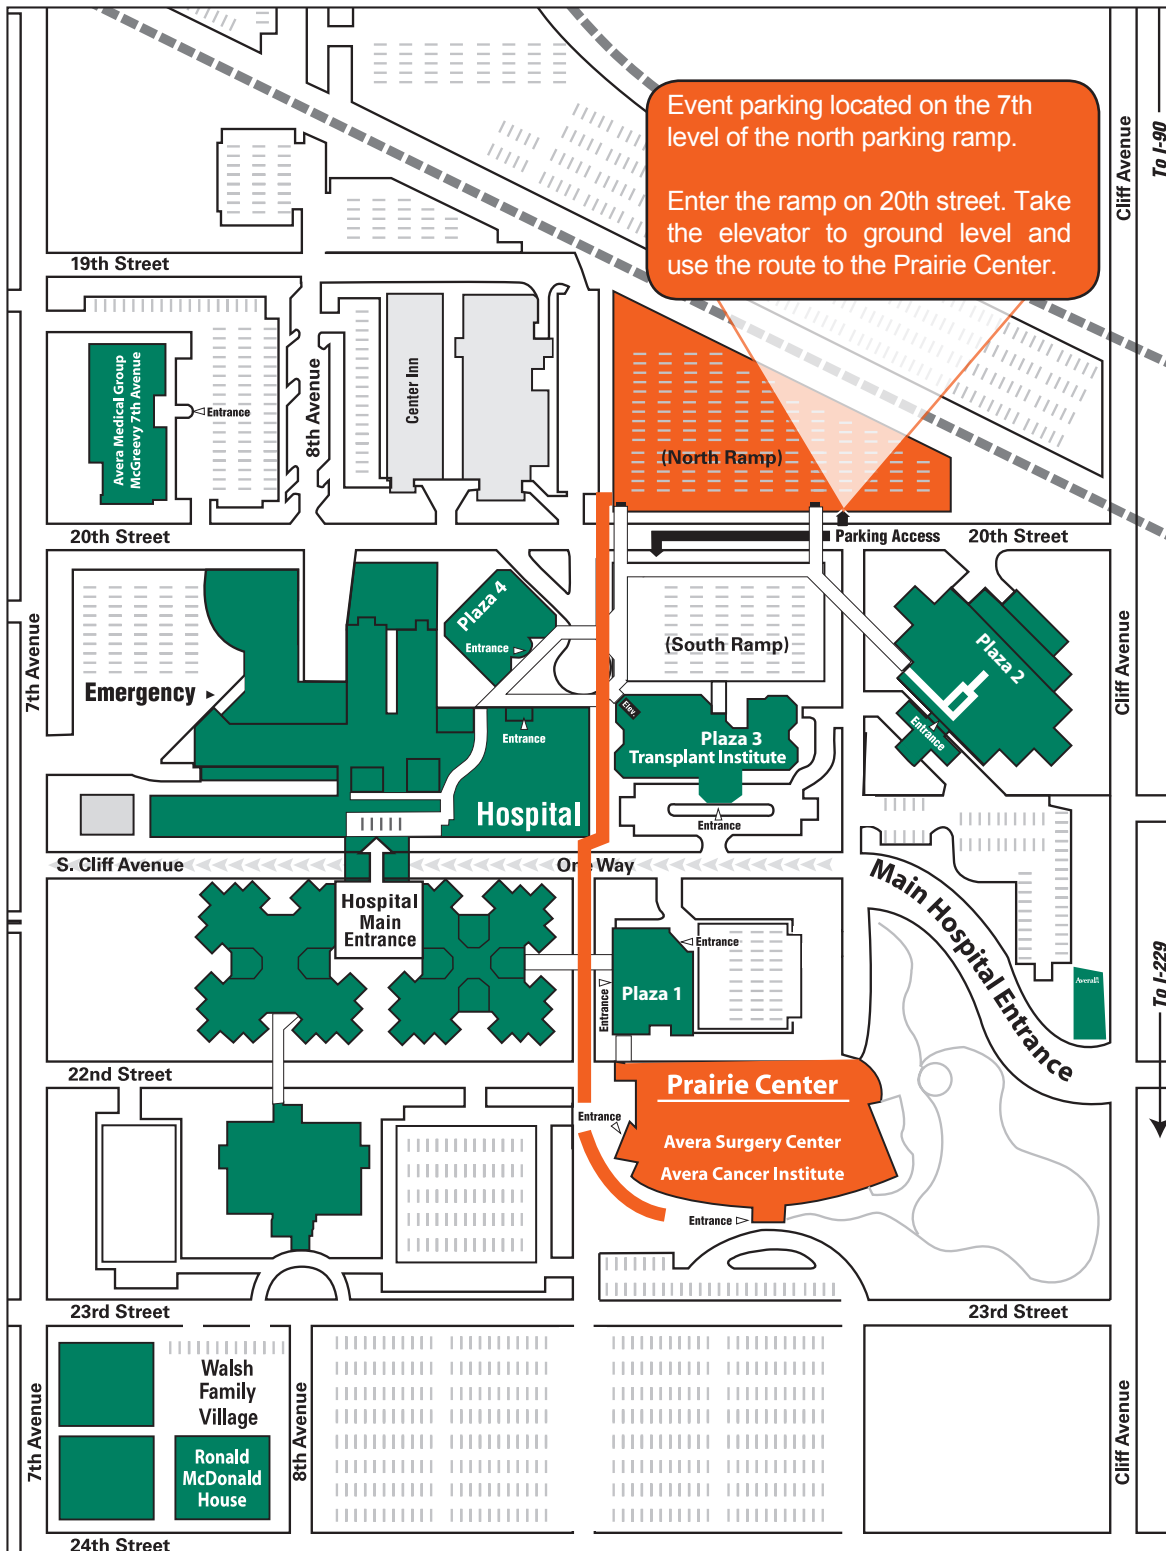 Event parking located on the 7th
level of the north parking ramp.
Enter the ramp on 20th street. Take
the elevator to ground level and
use the route to the Prairie Center.
Cliff Avenue
To I-90
19th Street
Avera Medical Group
McGreevy 7th Avenue
Entrance
8th Avenue
Center Inn
(North Ramp)
20th Street
Parking Access
20th Street
7th Avenue
Emergency
Plaza 4
Entrance
(South Ramp)
Plaza 2
Entrance
Cliff Avenue
Elev.
Entrance
Plaza 3
Transplant Institute
Hospital
Entrance
S. Cliff Avenue
One Way
Main Hospital Entrance
Hospital
Main
Entrance
Entrance
Entrance
Plaza 1
To I-229
Avera
22nd Street
Prairie Center
Entrance
Avera Surgery Center
Avera Cancer Institute
Entrance
23rd Street
23rd Street
7th Avenue
Walsh
Family
Village
8th Avenue
Ronald
McDonald
House
Cliff Avenue
24th Street